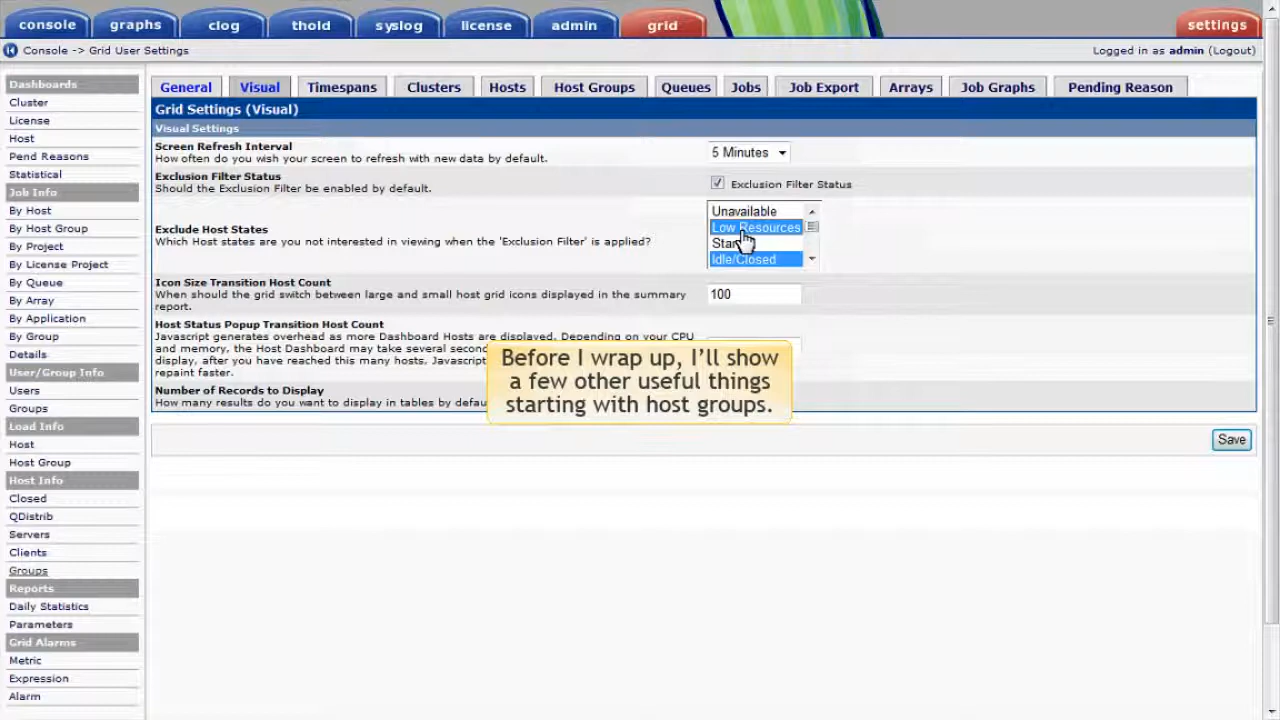 console graphs clog thold syslog license admin grid settings
Console -> Grid User Settings Logged in as admin (Logout)
Dashboards
Cluster
License
Host
Pend Reasons
Statistical
Job Info
By Host
By Host Group
By Project
By License Project
By Queue
By Array
By Application
By Group
Details
User/Group Info
Users
Groups
Load Info
Host
Host Group
Host Info
Closed
QDistrib
Servers
Clients
Groups
Reports
Daily Statistics
Parameters
Grid Alarms
Metric
Expression
Alarm
General Visual Timespans Clusters Hosts Host Groups Queues Jobs Job Export Arrays Job Graphs Pending Reason
Grid Settings (Visual)
Visual Settings
Screen Refresh Interval
How often do you wish your screen to refresh with new data by default.
5 Minutes
Exclusion Filter Status
Should the Exclusion Filter be enabled by default.
Exclusion Filter Status
Exclude Host States
Which Host states are you not interested in viewing when the 'Exclusion Filter' is applied?
Unavailable
Low Resources
Idle/Closed
Icon Size Transition Host Count
When should the grid switch between large and small host grid icons displayed in the summary
report.
100
Host Status Popup Transition Host Count
Javascript generates overhead as more Dashboard Hosts are displayed. Depending on your CPU
and memory, the Host Dashboard may take several
display, after you have reached this many hosts, Javascript
repaint faster.
Number of Records to Display
How many results do you want to display in tables by
Before I wrap up, I'll show
a few other useful things
starting with host groups.
Save